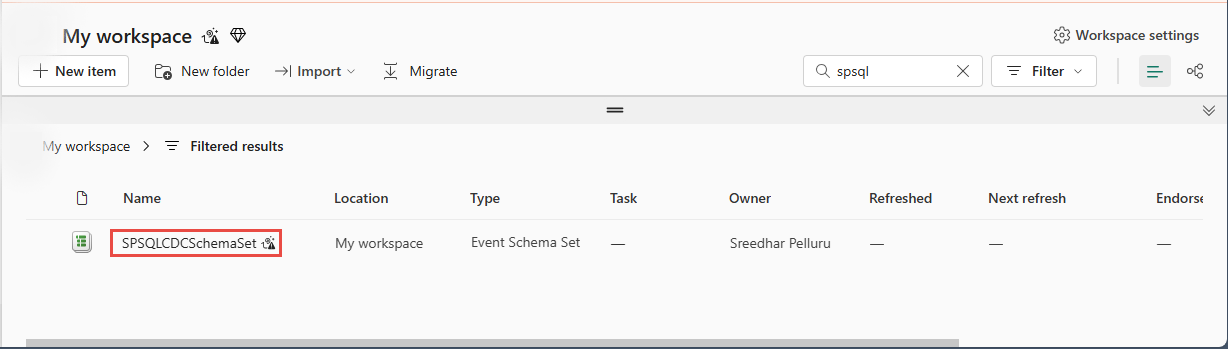 My workspace
Workspace settings
New item New folder Import Migrate spsql Filter
My workspace Filtered results
Name Location Type Task Owner Refreshed Next refresh Endorse
SPSQLCDCSchemaSet My workspace Event Schema Set — Sreedhar Pelluru — — —